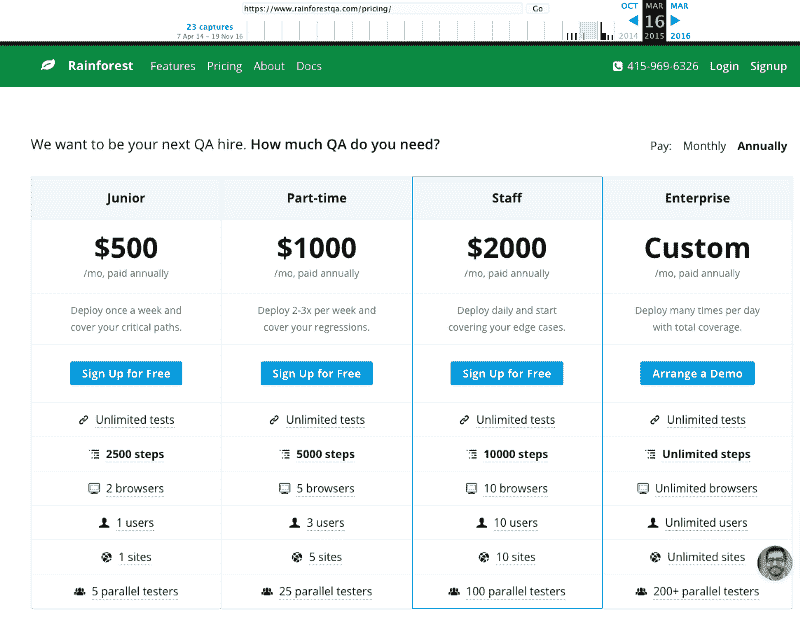 https://www.rainforestqa.com/pricing/ Go
OCT MAR MAR
23 captures
16
7 Apr 14 – 19 Nov 16
2014 2015 2016
Rainforest Features Pricing About Docs 415-969-6326 Login Signup
We want to be your next QA hire. How much QA do you need? Pay: Monthly Annually
Junior Part-time Staff Enterprise
$500 $1000 $2000 Custom
/mo, paid annually /mo, paid annually /mo, paid annually /mo, paid annually
Deploy once a week and Deploy 2-3x per week and Deploy daily and start Deploy many times per day
cover your critical paths. cover your regressions. covering your edge cases. with total coverage.
Sign Up for Free Sign Up for Free Sign Up for Free Arrange a Demo
Unlimited tests Unlimited tests Unlimited tests Unlimited tests
2500 steps 5000 steps 10000 steps Unlimited steps
2 browsers 5 browsers 10 browsers Unlimited browsers
1 users 3 users 10 users Unlimited users
1 sites 5 sites 10 sites Unlimited sites
5 parallel testers 25 parallel testers 100 parallel testers 200+ parallel testers